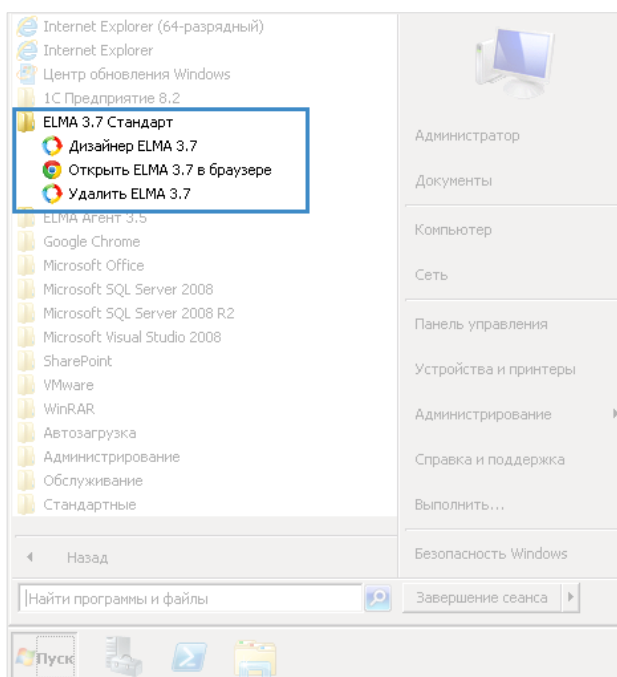 Internet Explorer (64-разрядный)
Internet Explorer
Центр обновления Windows
1С Предприятие 8.2
ELMA 3.7 Стандарт
Дизайнер ELMA 3.7
Открыть ELMA 3.7 в браузере
Удалить ELMA 3.7
ELMA Агент 3.5
Google Chrome
Microsoft Office
Microsoft SQL Server 2008
Microsoft SQL Server 2008 R2
Microsoft Visual Studio 2008
SharePoint
VMware
WinRAR
Автозагрузка
Администрирование
Обслуживание
Стандартные
Назад
Найти программы и файлы
Администратор
Документы
Компьютер
Сеть
Панель управления
Устройства и принтеры
Администрирование
Справка и поддержка
Выполнить...
Безопасность Windows
Завершение сеанса
Пуск